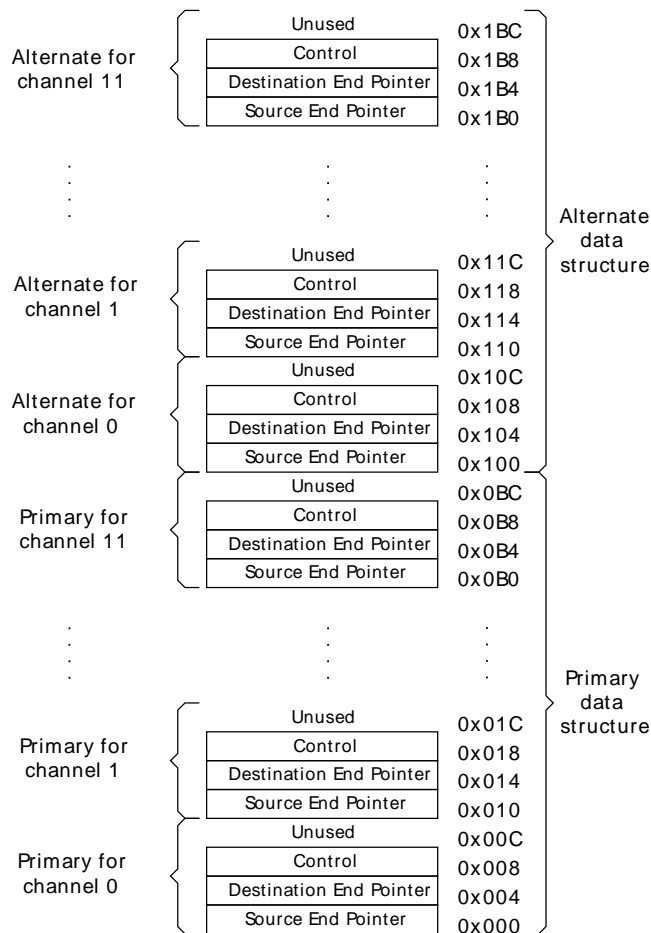 Alternate for
channel 11
Unused
0x1BC
Control
0x1B8
Destination End Pointer
0x1B4
Source End Pointer
0x1B0
Alternate
data
structure
Alternate for
channel 1
Unused
0x11C
Control
0x118
Destination End Pointer
0x114
Source End Pointer
0x110
Alternate for
channel 0
Unused
0x10C
Control
0x108
Destination End Pointer
0x104
Source End Pointer
0x100
Primary for
channel 11
Unused
0x0BC
Control
0x0B8
Destination End Pointer
0x0B4
Source End Pointer
0x0B0
Primary
data
structure
Primary for
channel 1
Unused
0x01C
Control
0x018
Destination End Pointer
0x014
Source End Pointer
0x010
Primary for
channel 0
Unused
0x00C
Control
0x008
Destination End Pointer
0x004
Source End Pointer
0x000